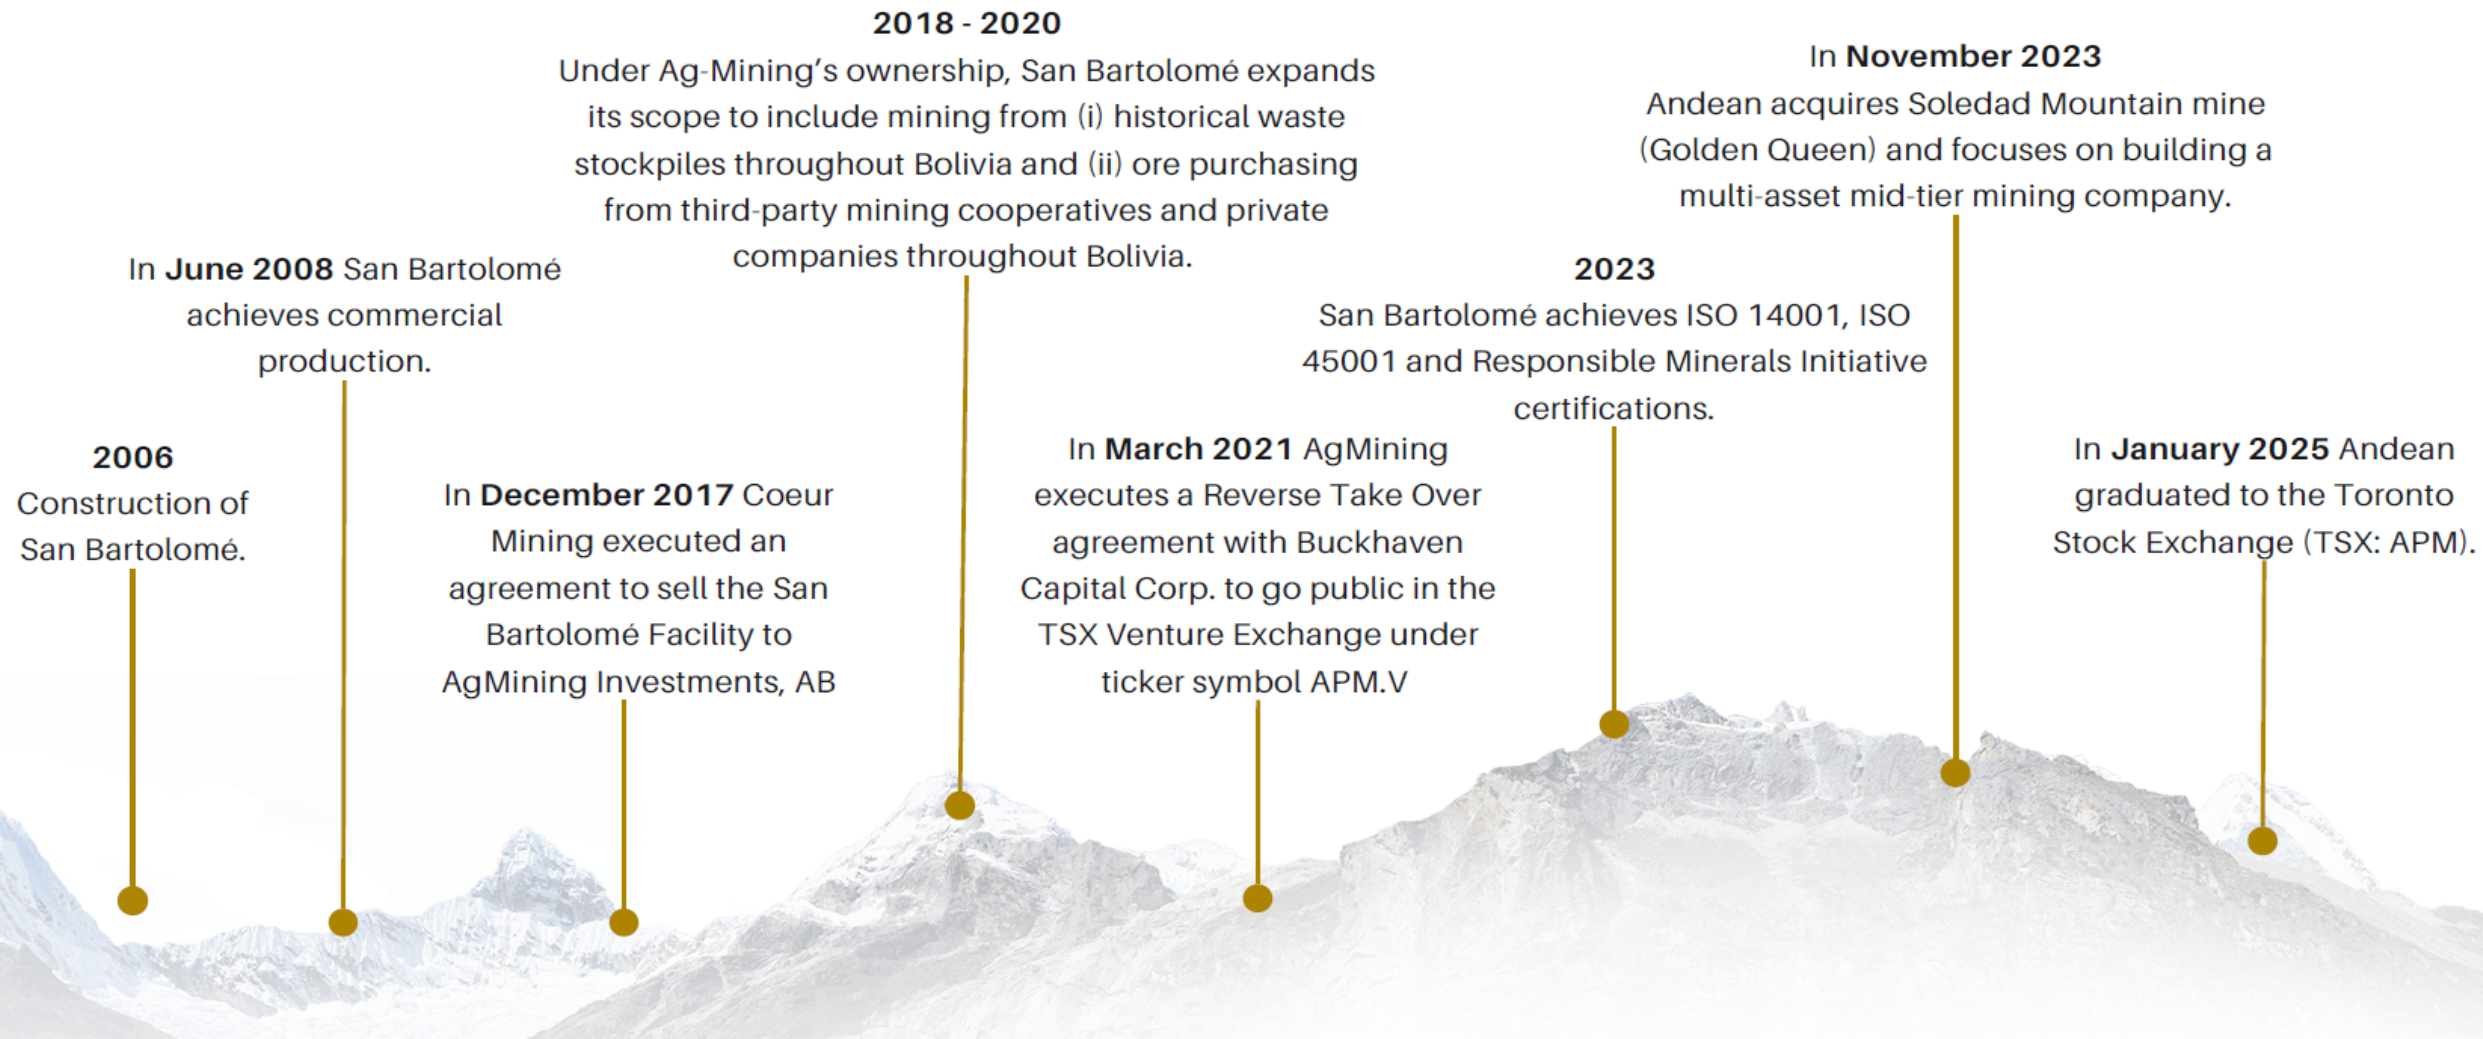 2006
Construction of
San Bartolomé.
In June 2008 San Bartolomé
achieves commercial
production.
In December 2017 Coeur
Mining executed an
agreement to sell the San
Bartolomé Facility to
AgMining Investments, AB
2018 - 2020
Under Ag-Mining’s ownership, San Bartolomé expands
its scope to include mining from (i) historical waste
stockpiles throughout Bolivia and (ii) ore purchasing
from third-party mining cooperatives and private
companies throughout Bolivia.
In March 2021 AgMining
executes a Reverse Take Over
agreement with Buckhaven
Capital Corp. to go public in the
TSX Venture Exchange under
ticker symbol APM.V
2023
San Bartolomé achieves ISO 14001, ISO
45001 and Responsible Minerals Initiative
certifications.
In November 2023
Andean acquires Soledad Mountain mine
(Golden Queen) and focuses on building a
multi-asset mid-tier mining company.
In January 2025 Andean
graduated to the Toronto
Stock Exchange (TSX: APM).